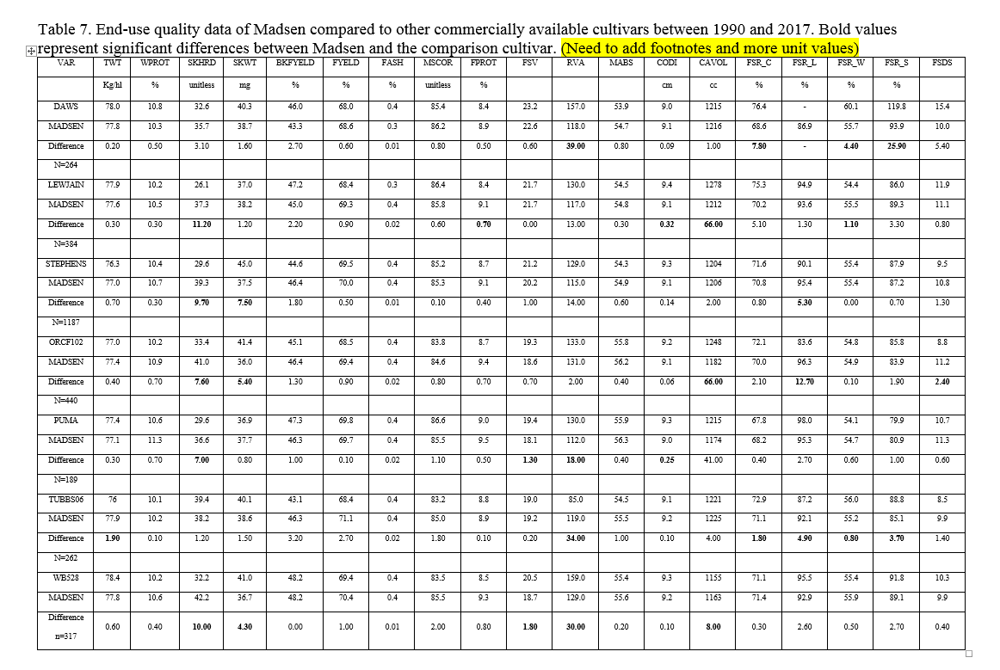 Table 7. End-use quality data of Madsen compared to other commercially available cultivars between 1990 and 2017. Bold values
represent significant differences between Madsen and the comparison cultivar. (Need to add footnotes and more unit values)
VAR TWT WPROT SKHRD SKWT BKFYELD FYELD FASH MSCOR FPROT FSV RVA MABS CODI CAVOL FSR_C FSR_L FSR_W FSR_S FSDS
Kg/hl % unitless mg % % % unitless % cm cc % % % %
DAWS 78.0 10.8 32.6 40.3 46.0 68.0 0.4 85.4 8.4 23.2 157.0 53.9 9.0 1215 76.4 - 60.1 119.8 15.4
MADSEN 77.8 10.3 35.7 38.7 43.3 68.6 0.3 86.2 8.9 22.6 118.0 54.7 9.1 1216 68.6 86.9 55.7 93.9 10.0
Difference 0.20 0.50 3.10 1.60 2.70 0.60 0.01 0.80 0.50 0.60 39.00 0.80 0.09 1.00 7.80 - 4.40 25.90 5.40
N=264
LEWJAIN 77.9 10.2 26.1 37.0 47.2 68.4 0.3 86.4 8.4 21.7 130.0 54.5 9.4 1278 75.3 94.9 54.4 86.0 11.9
MADSEN 77.6 10.5 37.3 38.2 45.0 69.3 0.4 85.8 9.1 21.7 117.0 54.8 9.1 1212 70.2 93.6 55.5 89.3 11.1
Difference 0.30 0.30 11.20 1.20 2.20 0.90 0.02 0.60 0.70 0.00 13.00 0.30 0.32 66.00 5.10 1.30 1.10 3.30 0.80
N=384
STEPHENS 76.3 10.4 29.6 45.0 44.6 69.5 0.4 85.2 8.7 21.2 129.0 54.3 9.3 1204 71.6 90.1 55.4 87.9 9.5
MADSEN 77.0 10.7 39.3 37.5 46.4 70.0 0.4 85.3 9.1 20.2 115.0 54.9 9.1 1206 70.8 95.4 55.4 87.2 10.8
Difference 0.70 0.30 9.70 7.50 1.80 0.50 0.01 0.10 0.40 1.00 14.00 0.60 0.14 2.00 0.80 5.30 0.00 0.70 1.30
N=1187
ORCF102 77.0 10.2 33.4 41.4 45.1 68.5 0.4 83.8 8.7 19.3 133.0 55.8 9.2 1248 72.1 83.6 54.8 85.8 8.8
MADSEN 77.4 10.9 41.0 36.0 46.4 69.4 0.4 84.6 9.4 18.6 131.0 56.2 9.1 1182 70.0 96.3 54.9 83.9 11.2
Difference 0.40 0.70 7.60 5.40 1.30 0.90 0.02 0.80 0.70 0.70 2.00 0.40 0.06 66.00 2.10 12.70 0.10 1.90 2.40
N=440
PUMA 77.4 10.6 29.6 36.9 47.3 69.8 0.4 86.6 9.0 19.4 130.0 55.9 9.3 1215 67.8 98.0 54.1 79.9 10.7
MADSEN 77.1 11.3 36.6 37.7 46.3 69.7 0.4 85.5 9.5 18.1 112.0 56.3 9.0 1174 68.2 95.3 54.7 80.9 11.3
Difference 0.30 0.70 7.00 0.80 1.00 0.10 0.02 1.10 0.50 1.30 18.00 0.40 0.25 41.00 0.40 2.70 0.60 1.00 0.60
N=189
TUBBS06 76 10.1 39.4 40.1 43.1 68.4 0.4 83.2 8.8 19.0 85.0 54.5 9.1 1221 72.9 87.2 56.0 88.8 8.5
MADSEN 77.9 10.2 38.2 38.6 46.3 71.1 0.4 85.0 8.9 19.2 119.0 55.5 9.2 1225 71.1 92.1 55.2 85.1 9.9
Difference 1.90 0.10 1.20 1.50 3.20 2.70 0.02 1.80 0.10 0.20 34.00 1.00 0.10 4.00 1.80 4.90 0.80 3.70 1.40
N=262
WB528 78.4 10.2 32.2 41.0 48.2 69.4 0.4 83.5 8.5 20.5 159.0 55.4 9.3 1155 71.1 95.5 55.4 91.8 10.3
MADSEN 77.8 10.6 42.2 36.7 48.2 70.4 0.4 85.5 9.3 18.7 129.0 55.6 9.2 1163 71.4 92.9 55.9 89.1 9.9
Difference
0.60 0.40 10.00 4.30 0.00 1.00 0.01 2.00 0.80 1.80 30.00 0.20 0.10 8.00 0.30 2.60 0.50 2.70 0.40
n=317